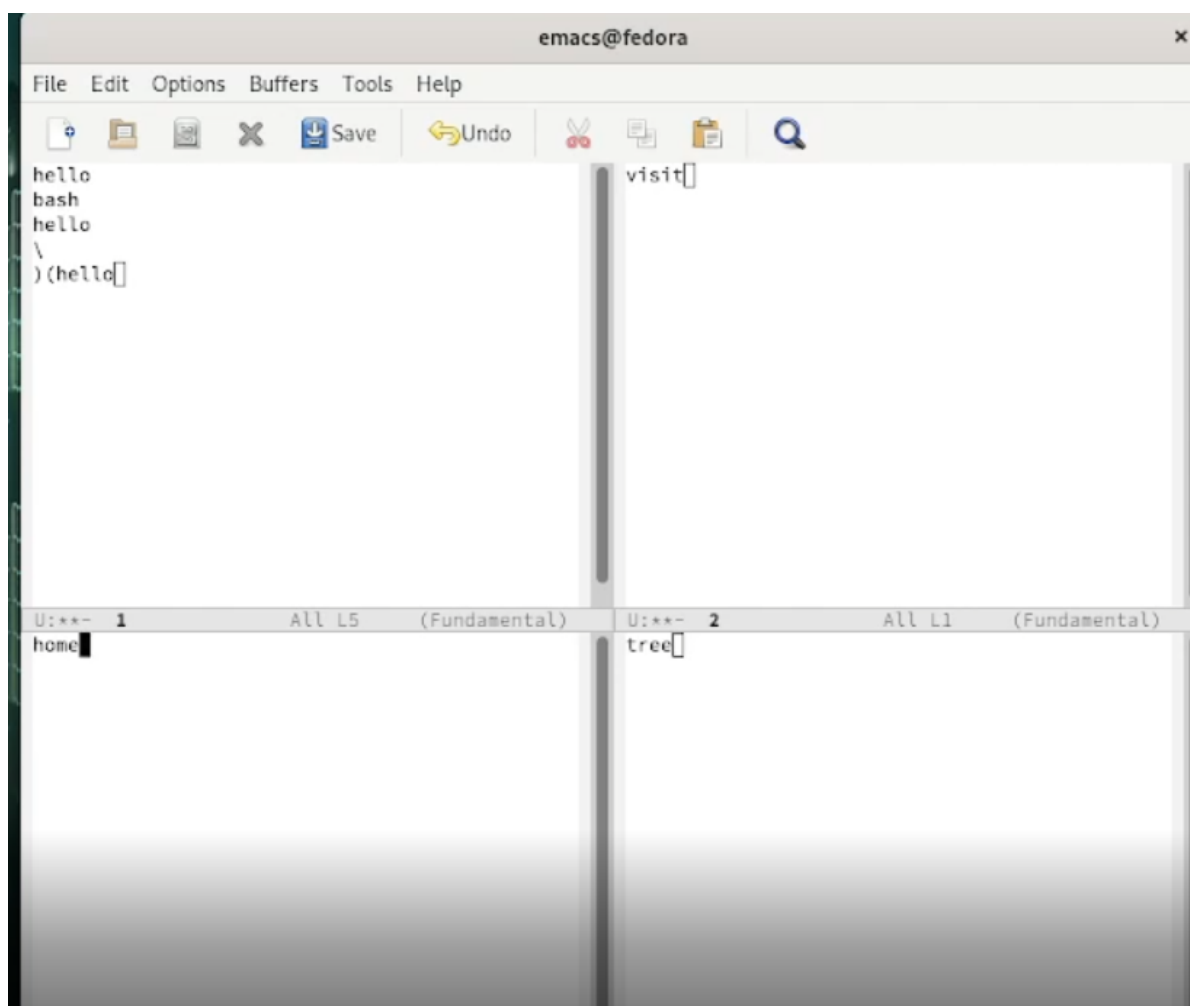 emacs@fedora
File Edit Options Buffers Tools Help
Save Undo
hello
bash
hello
\
)(hello
U:**- 1 All L5 (Fundamental)
visit
U:**- 2 All L1 (Fundamental)
home
tree